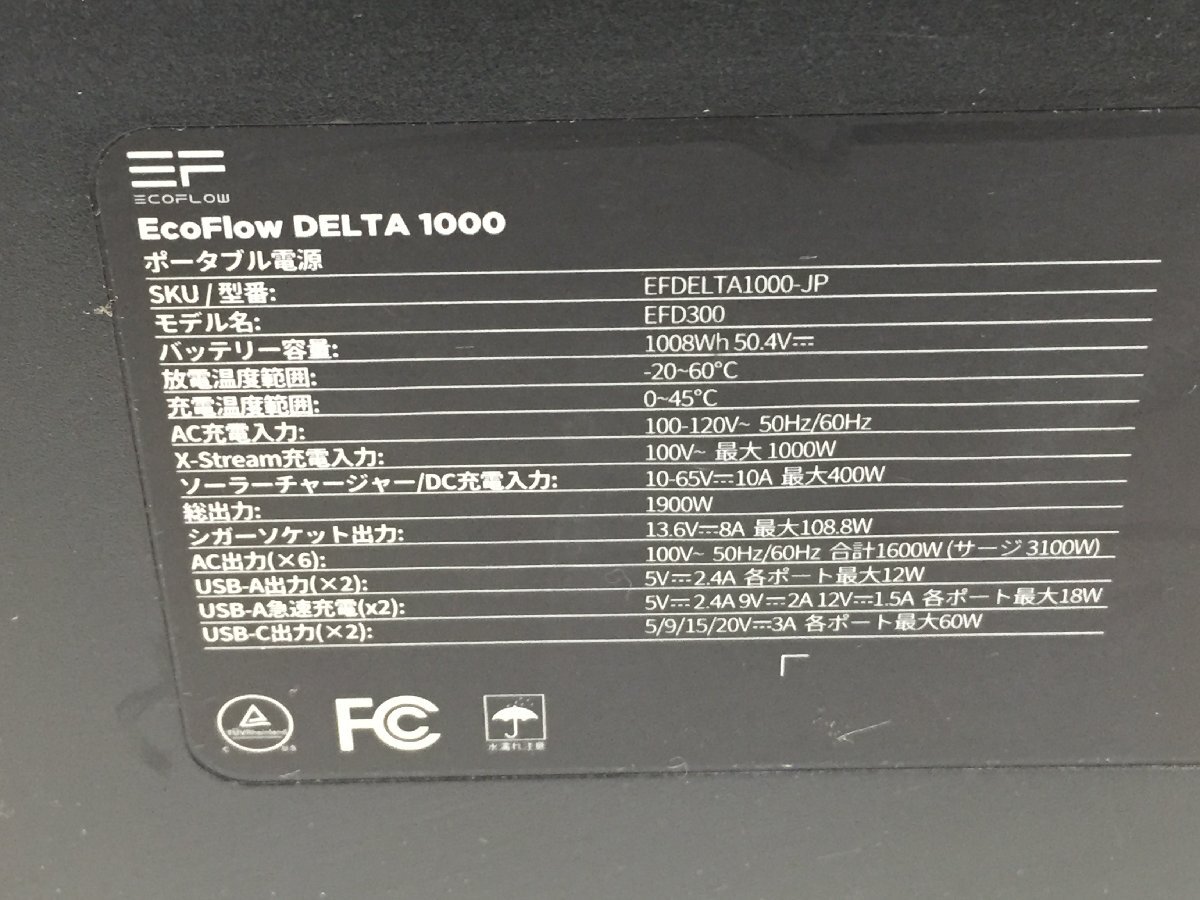 EF
ECOFLOW
EcoFlow DELTA 1000
ポータブル電源
SKU / 型番: EFDELTA1000-JP
モデル名: EFD300
バッテリー容量: 1008Wh 50.4V⎓
放電温度範囲: -20~60°C
充電温度範囲: 0~45°C
AC充電入力: 100-120V~ 50Hz/60Hz
X-Stream充電入力: 100V~ 最大 1000W
ソーラーチャージャー/DC充電入力: 10-65V⎓10A 最大400W
総出力: 1900W
シガーソケット出力: 13.6V⎓8A 最大108.8W
AC出力(×6): 100V~ 50Hz/60Hz 合計1600W (サージ 3100W)
USB-A出力(×2): 5V⎓2.4A 各ポート最大12W
USB-A急速充電(x2): 5V⎓2.4A 9V⎓2A 12V⎓1.5A 各ポート最大18W
USB-C出力(×2): 5/9/15/20V⎓3A 各ポート最大60W
TÜVRheinland
C US
FC
水濡れ注意